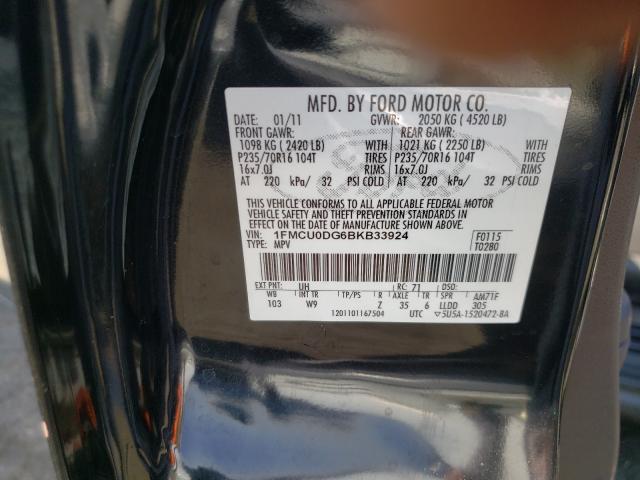 MFD. BY FORD MOTOR CO.
DATE: 01/11 GVWR: 2050 KG ( 4520 LB)
FRONT GAWR: REAR GAWR:
1098 KG ( 2420 LB) WITH 1021 KG ( 2250 LB) WITH
P235/70R16 104T TIRES P235/70R16 104T TIRES
16x7.0J RIMS 16x7.0J RIMS
AT 220 kPa/ 32 PSI COLD AT 220 kPa/ 32 PSI COLD
THIS VEHICLE CONFORMS TO ALL APPLICABLE FEDERAL MOTOR
VEHICLE SAFETY AND THEFT PREVENTION STANDARDS IN
EFFECT ON THE DATE OF MANUFACTURE SHOWN ABOVE.
VIN: 1FMCU0DG6BKB33924 F0115
TYPE: MPV T0280
EXT PNT: UH RC: 71 DSO:
WB INT TR TP/PS R AXLE TR SPR AM71F
103 W9 Z 35 6 LLDD 305
1201101167504 UTC ▽5U5A-1520472-BA